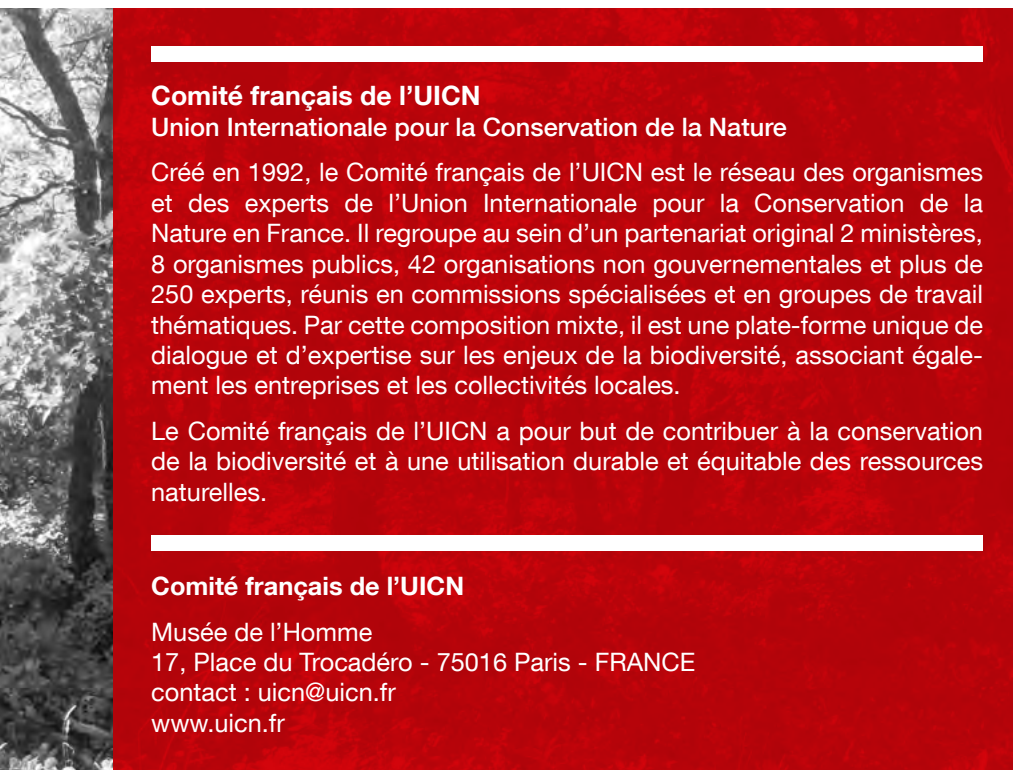 Comité français de l’UICN
Union Internationale pour la Conservation de la Nature
Créé en 1992, le Comité français de l’UICN est le réseau des organismes
et des experts de l’Union Internationale pour la Conservation de la
Nature en France. Il regroupe au sein d’un partenariat original 2 ministères,
8 organismes publics, 42 organisations non gouvernementales et plus de
250 experts, réunis en commissions spécialisées et en groupes de travail
thématiques. Par cette composition mixte, il est une plate-forme unique de
dialogue et d’expertise sur les enjeux de la biodiversité, associant égale-
ment les entreprises et les collectivités locales.
Le Comité français de l’UICN a pour but de contribuer à la conservation
de la biodiversité et à une utilisation durable et équitable des ressources
naturelles.
Comité français de l’UICN
Musée de l’Homme
17, Place du Trocadéro - 75016 Paris - FRANCE
contact : uicn@uicn.fr
www.uicn.fr